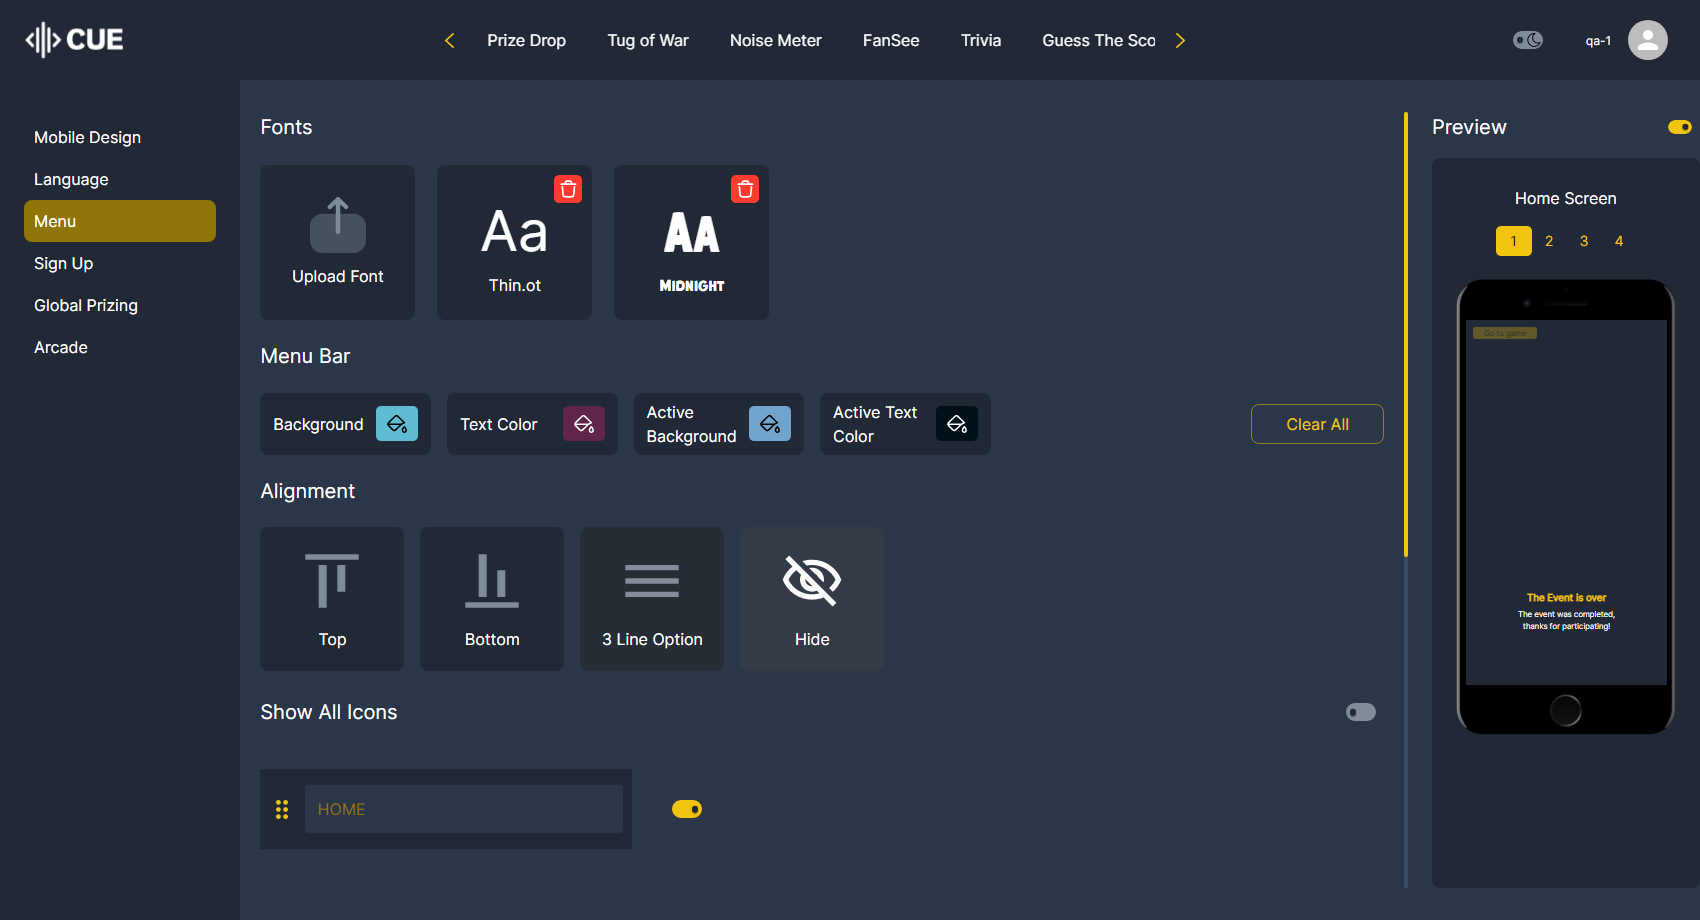 CUE
Prize Drop
Tug of War
Noise Meter
FanSee
Trivia
Guess The Sco
qa-1
Mobile Design
Language
Menu
Sign Up
Global Prizing
Arcade
Fonts
Upload Font
Aa
Thin.ot
AA
MIDNIGHT
Menu Bar
Background
Text Color
Active
Background
Active Text
Color
Clear All
Alignment
Top
Bottom
3 Line Option
Hide
Show All Icons
HOME
Preview
Home Screen
1 2 3 4
Go to game
The Event is over
The event was completed,
thanks for participating!